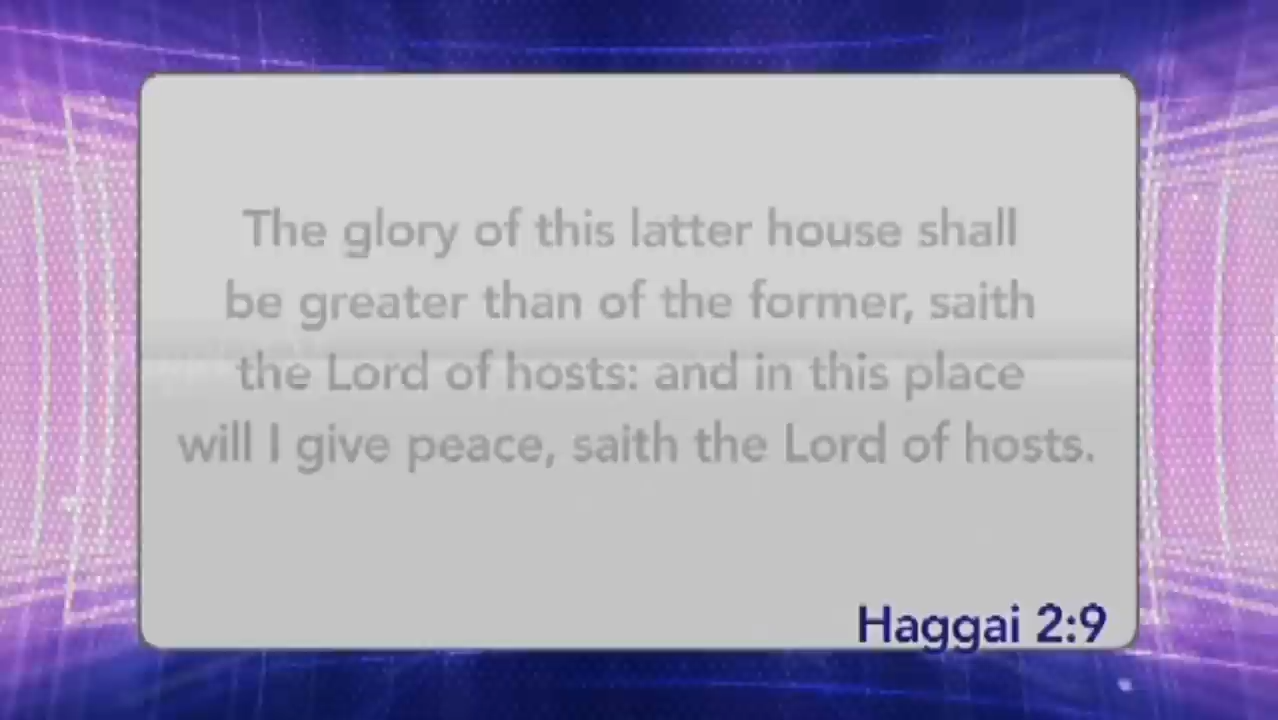 The glory of this latter house shall
be greater than of the former, saith
the Lord of hosts: and in this place
will I give peace, saith the Lord of hosts.
Haggai 2:9